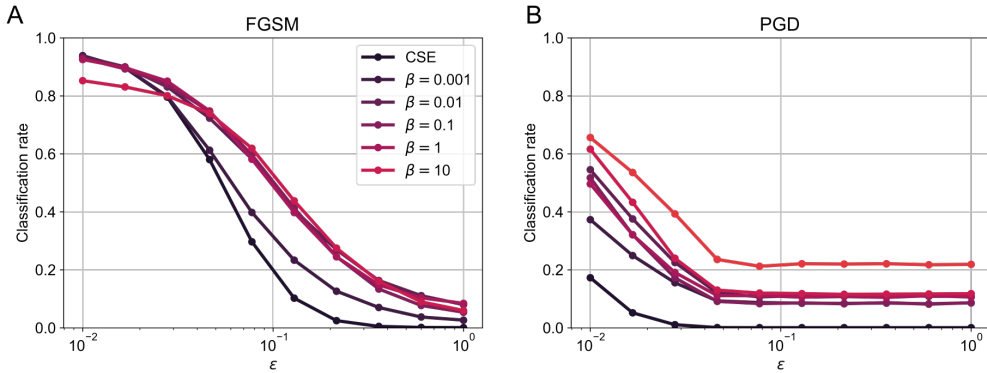 A
FGSM
Classification rate
1.0
0.8
0.6
0.4
0.2
0.0
10⁻²
10⁻¹
10⁰
ε
CSE
β = 0.001
β = 0.01
β = 0.1
β = 1
β = 10
B
PGD
Classification rate
1.0
0.8
0.6
0.4
0.2
0.0
10⁻²
10⁻¹
10⁰
ε